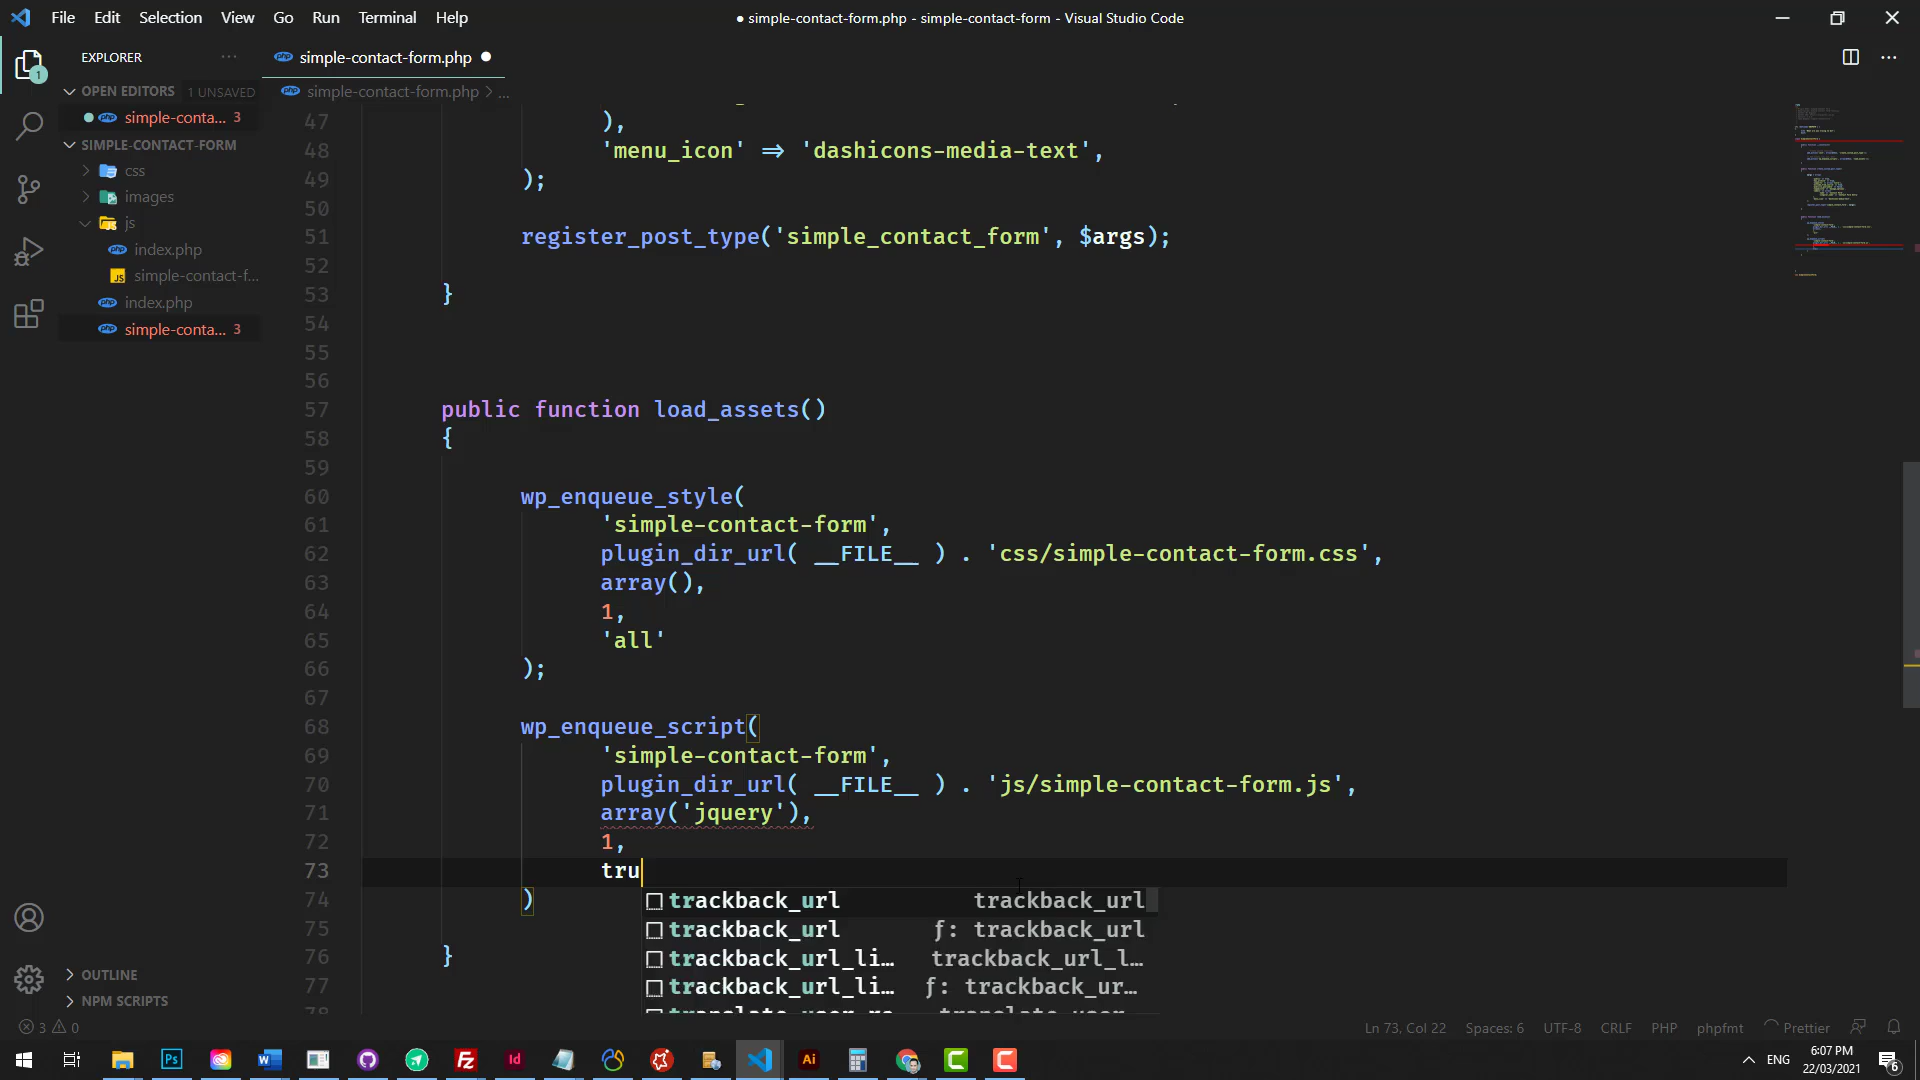 File Edit Selection View Go Run Terminal Help
● simple-contact-form.php - simple-contact-form - Visual Studio Code
EXPLORER
simple-contact-form.php
OPEN EDITORS 1 UNSAVED
simple-contact-form.php > ...
simple-conta... 3
SIMPLE-CONTACT-FORM
css
images
js
index.php
simple-contact-f...
index.php
simple-conta... 3
47 ),
48 'menu_icon' => 'dashicons-media-text',
49 );
50
51 register_post_type('simple_contact_form', $args);
52
53 }
54
55
56
57 public function load_assets()
58 {
59
60 wp_enqueue_style(
61 'simple-contact-form',
62 plugin_dir_url( __FILE__ ) . 'css/simple-contact-form.css',
63 array(),
64 1,
65 'all'
66 );
67
68 wp_enqueue_script(
69 'simple-contact-form',
70 plugin_dir_url( __FILE__ ) . 'js/simple-contact-form.js',
71 array('jquery'),
72 1,
73 tru
74 )
75
76 }
77
78
trackback_url trackback_url
trackback_url ƒ: trackback_url
trackback_url_li... trackback_url_l...
trackback_url_li... ƒ: trackback_ur...
OUTLINE
NPM SCRIPTS
3 0
Ln 73, Col 22 Spaces: 6 UTF-8 CRLF PHP phpfmt Prettier
ENG
6:07 PM
22/03/2021
6